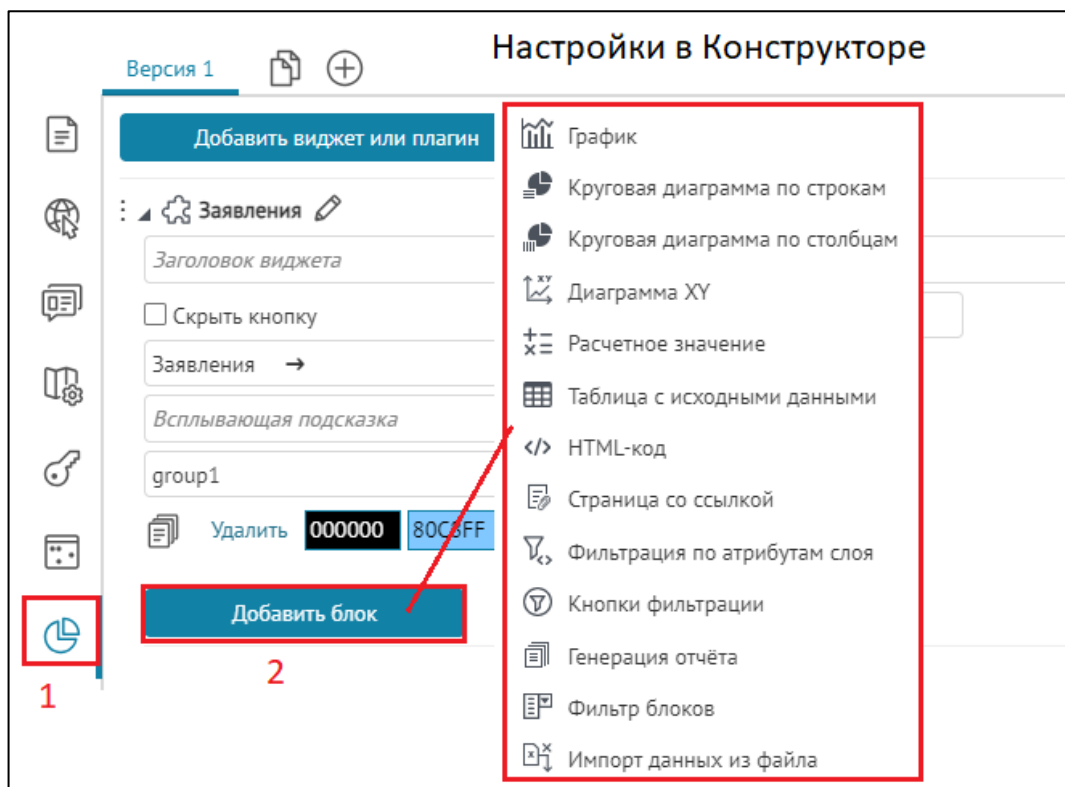 Настройки в Конструкторе
Версия 1
Добавить виджет или плагин
Заявления
Заголовок виджета
Скрыть кнопку
Заявления →
Всплывающая подсказка
group1
Удалить 000000 80C8FF
Добавить блок
1
2
График
Круговая диаграмма по строкам
Круговая диаграмма по столбцам
XY
Диаграмма XY
Расчетное значение
Таблица с исходными данными
HTML-код
Страница со ссылкой
Фильтрация по атрибутам слоя
Кнопки фильтрации
Генерация отчёта
Фильтр блоков
Импорт данных из файла